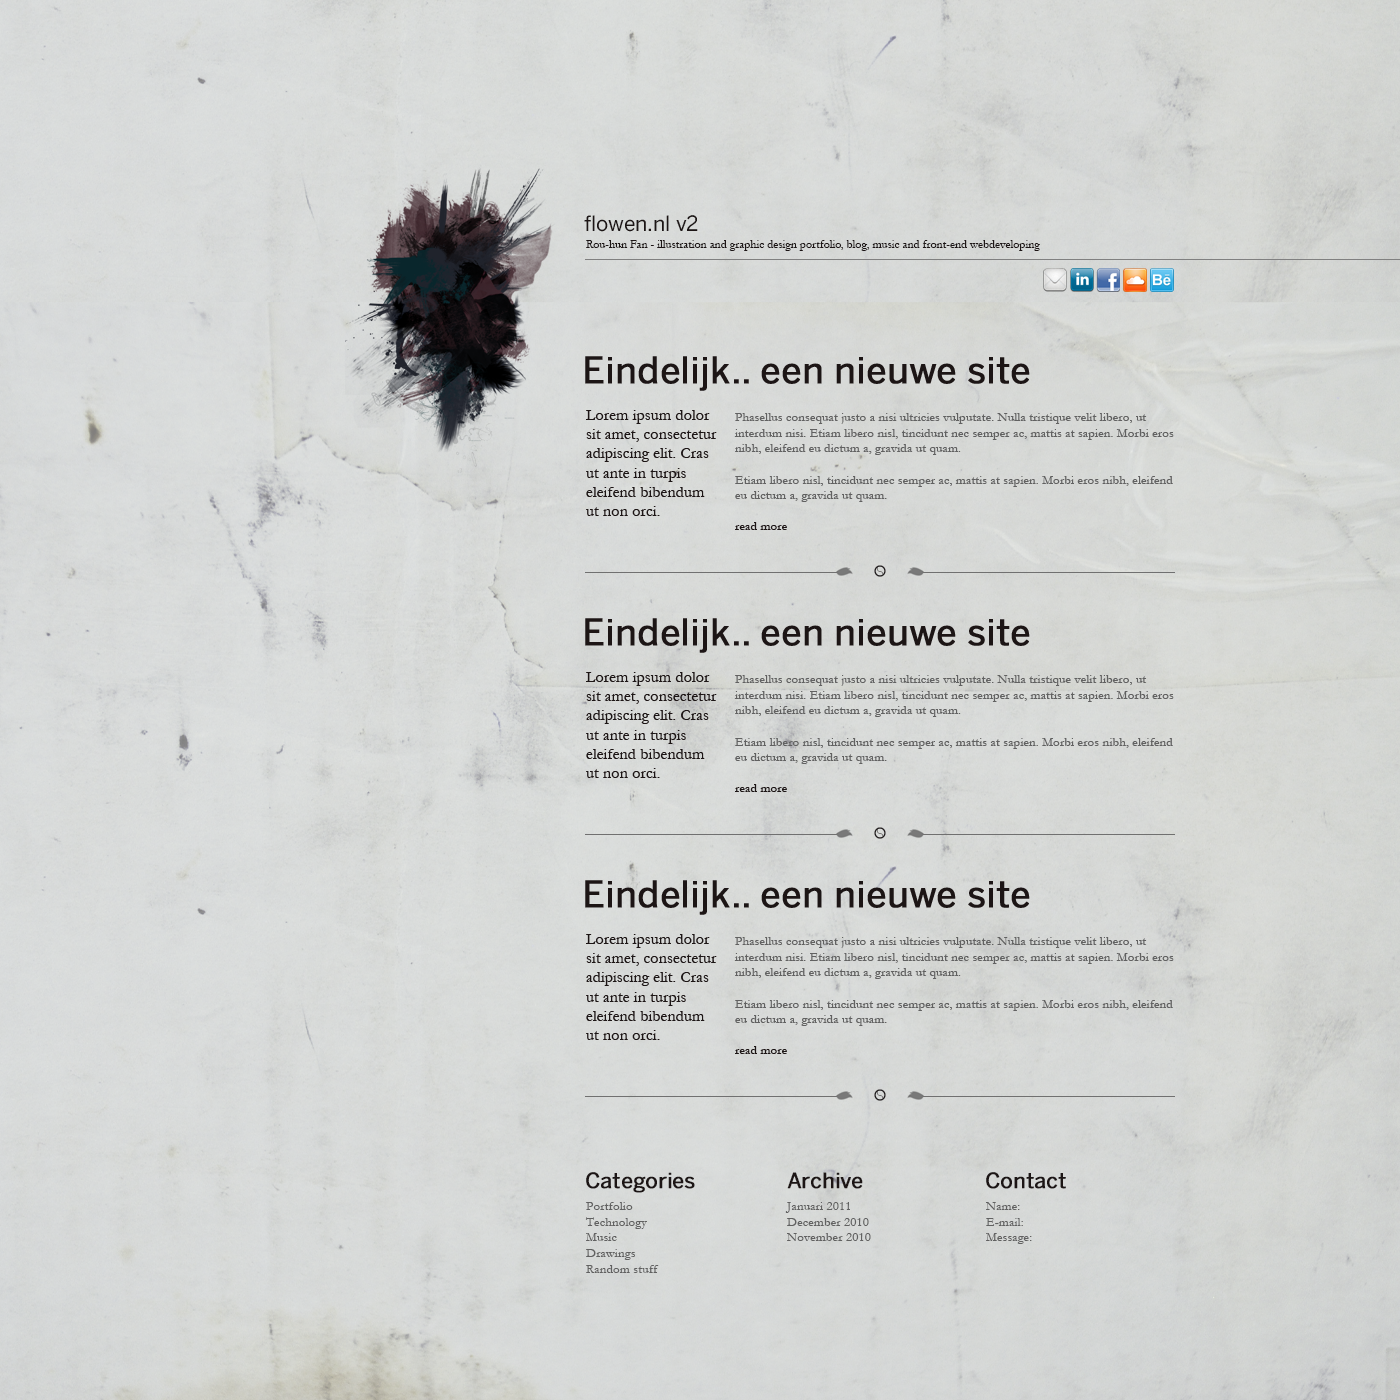 flowen.nl v2
Rou-hun Fan - illustration and graphic design portfolio, blog, music and front-end webdeveloping
in f Bē
Eindelijk.. een nieuwe site
Lorem ipsum dolor
sit amet, consectetur
adipiscing elit. Cras
ut ante in turpis
eleifend bibendum
ut non orci.
Phasellus consequat justo a nisi ultricies vulputate. Nulla tristique velit libero, ut
interdum nisi. Etiam libero nisl, tincidunt nec semper ac, mattis at sapien. Morbi eros
nibh, eleifend eu dictum a, gravida ut quam.
Etiam libero nisl, tincidunt nec semper ac, mattis at sapien. Morbi eros nibh, eleifend
eu dictum a, gravida ut quam.
read more
Eindelijk.. een nieuwe site
Lorem ipsum dolor
sit amet, consectetur
adipiscing elit. Cras
ut ante in turpis
eleifend bibendum
ut non orci.
Phasellus consequat justo a nisi ultricies vulputate. Nulla tristique velit libero, ut
interdum nisi. Etiam libero nisl, tincidunt nec semper ac, mattis at sapien. Morbi eros
nibh, eleifend eu dictum a, gravida ut quam.
Etiam libero nisl, tincidunt nec semper ac, mattis at sapien. Morbi eros nibh, eleifend
eu dictum a, gravida ut quam.
read more
Eindelijk.. een nieuwe site
Lorem ipsum dolor
sit amet, consectetur
adipiscing elit. Cras
ut ante in turpis
eleifend bibendum
ut non orci.
Phasellus consequat justo a nisi ultricies vulputate. Nulla tristique velit libero, ut
interdum nisi. Etiam libero nisl, tincidunt nec semper ac, mattis at sapien. Morbi eros
nibh, eleifend eu dictum a, gravida ut quam.
Etiam libero nisl, tincidunt nec semper ac, mattis at sapien. Morbi eros nibh, eleifend
eu dictum a, gravida ut quam.
read more
Categories
Portfolio
Technology
Music
Drawings
Random stuff
Archive
Januari 2011
December 2010
November 2010
Contact
Name:
E-mail:
Message: